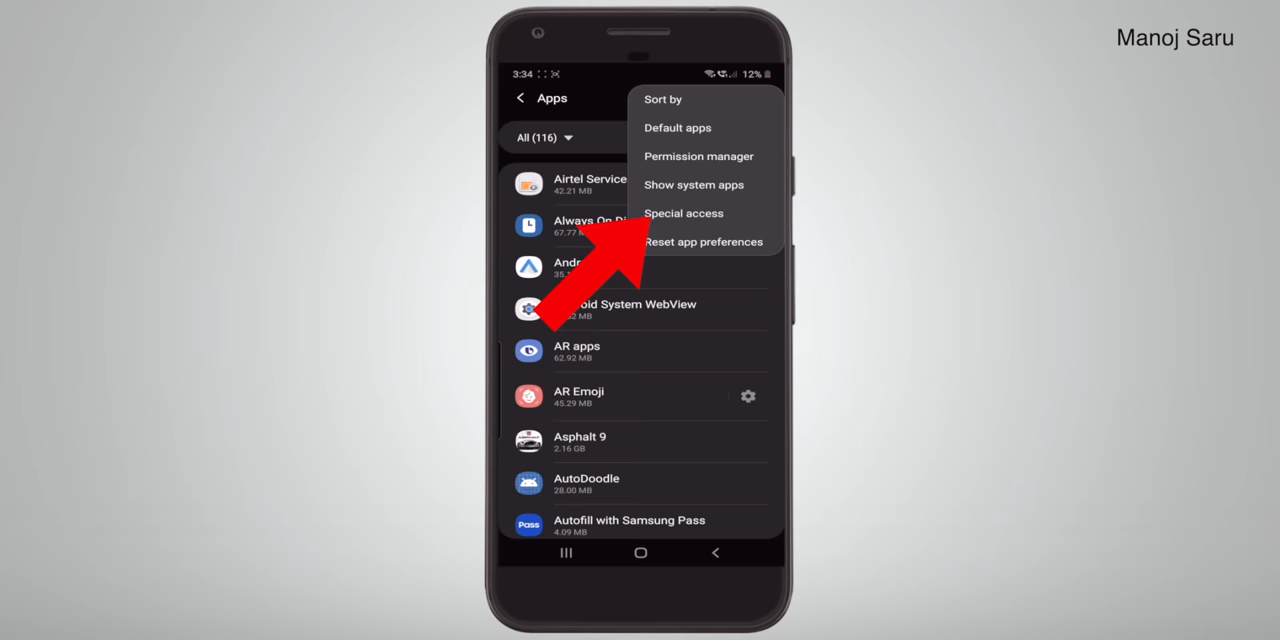 Manoj Saru
3:34 12%
Apps
All (116)
Sort by
Default apps
Permission manager
Show system apps
Special access
Reset app preferences
Airtel Service
42.21 MB
Always On Di
67.77 M
Andr
35.
oid System WebView
MB
AR apps
62.92 MB
AR Emoji
45.29 MB
Asphalt 9
2.16 GB
AutoDoodle
28.00 MB
Pass
Autofill with Samsung Pass
4.09 MB